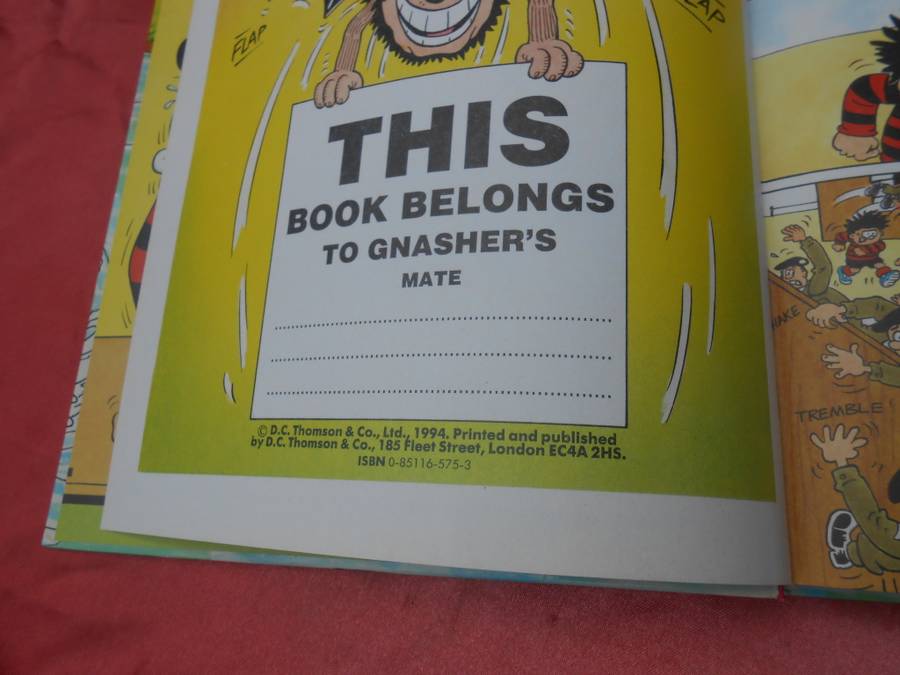 FLAP
FLAP
THIS
BOOK BELONGS
TO GNASHER'S
MATE
© D.C. Thomson & Co., Ltd., 1994. Printed and published
by D.C. Thomson & Co., 185 Fleet Street, London EC4A 2HS.
ISBN 0-85116-575-3
TREMBLE